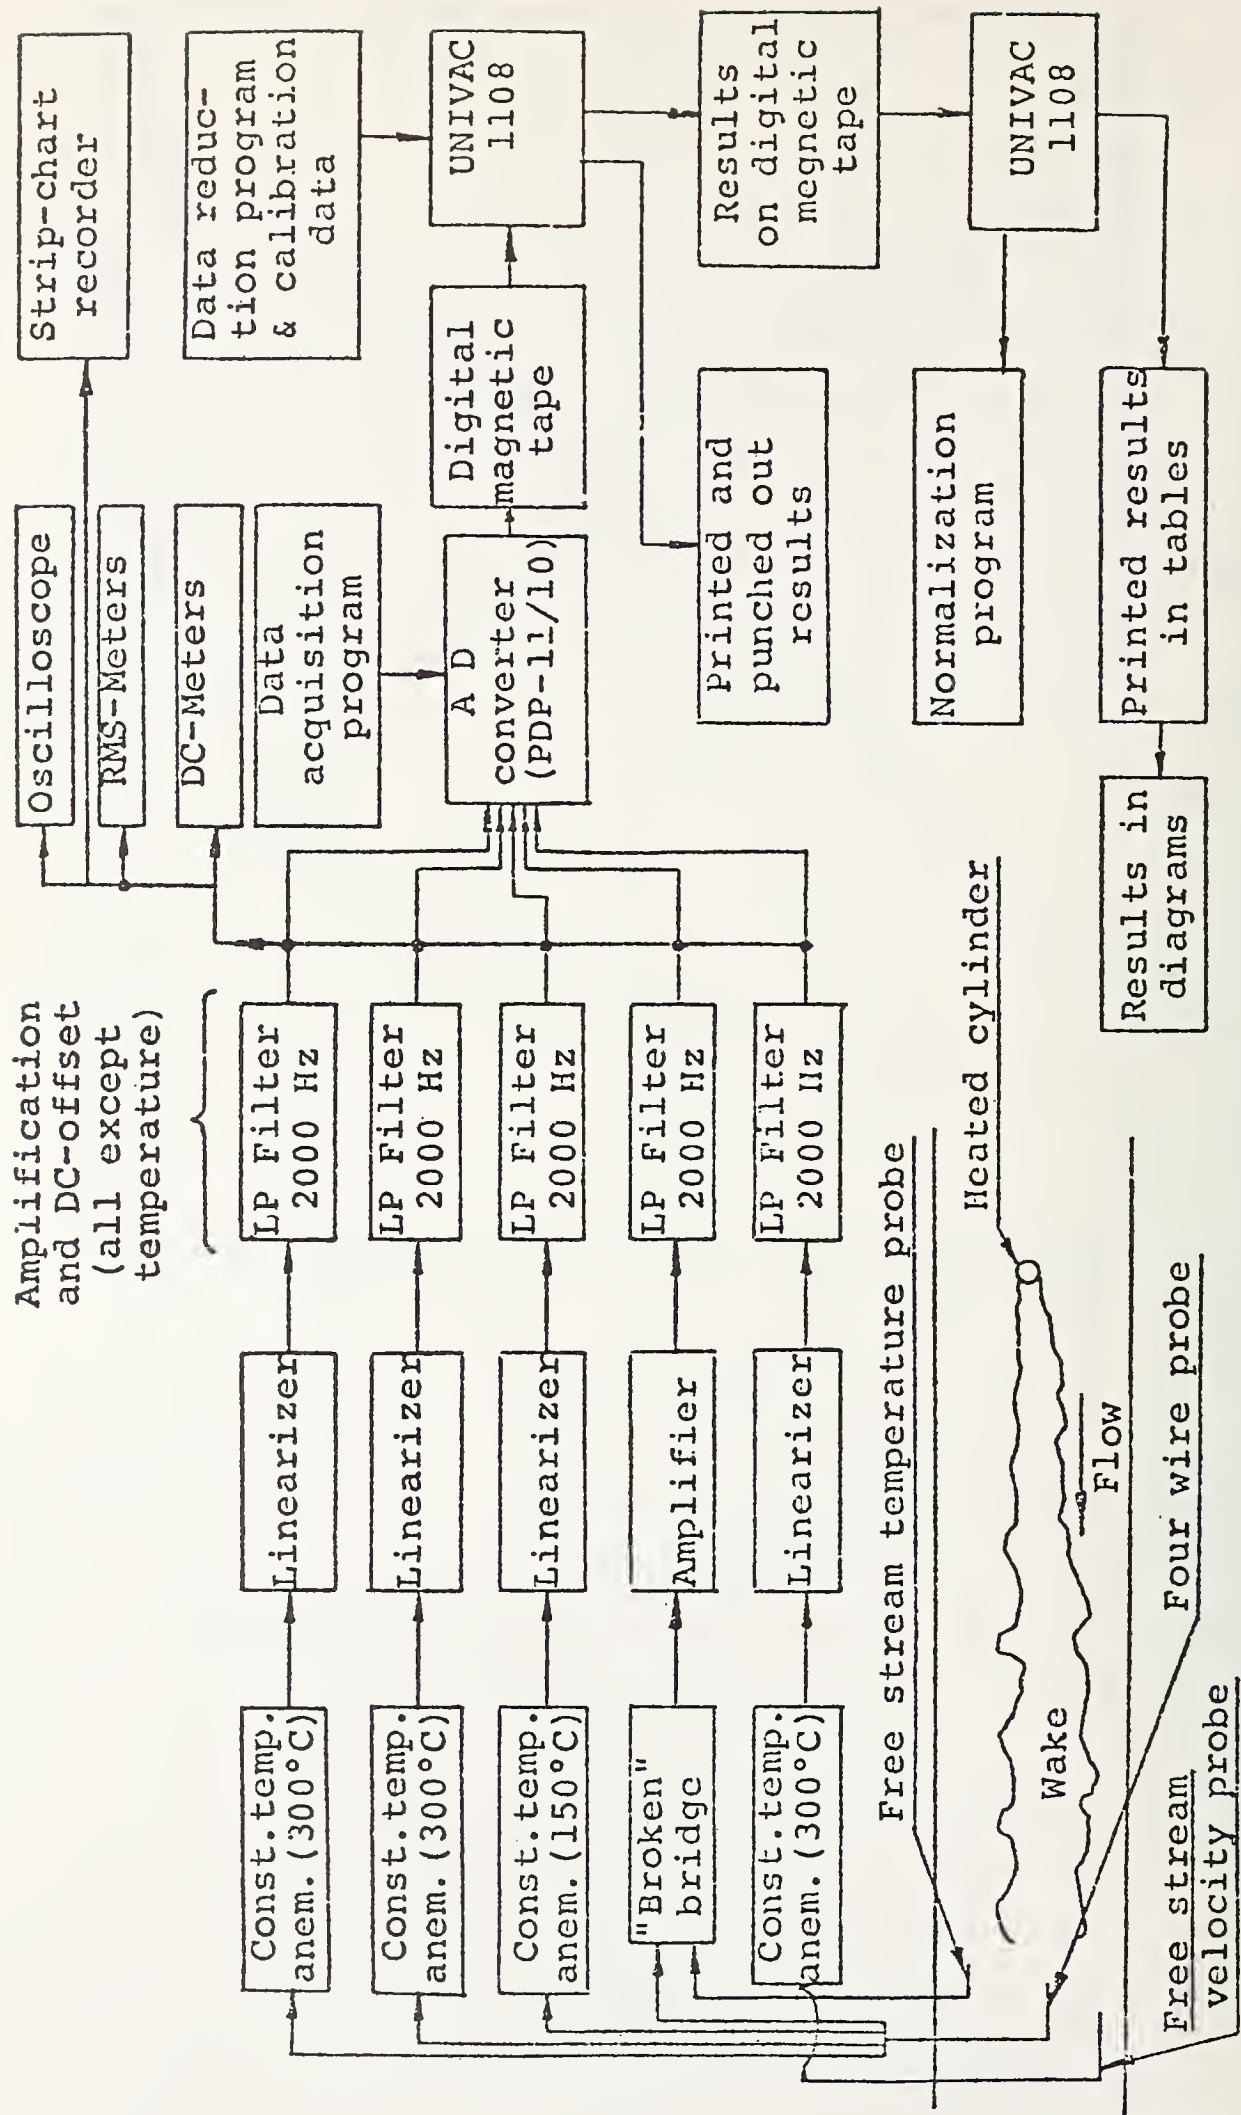 Amplification
and DC-offset
(all except
temperature)
Oscilloscope
RMS-Meters
DC-Meters
Strip-chart
recorder
Data reduc-
tion program
& calibration
data
Data
acquisition
program
Const.temp.
anem.(300°C)
Linearizer
LP Filter
2000 Hz
Const.temp.
anem.(300°C)
Linearizer
LP Filter
2000 Hz
Const.temp.
anem.(150°C)
Linearizer
LP Filter
2000 Hz
"Broken"
bridge
Amplifier
LP Filter
2000 Hz
Const.temp.
anem.(300°C)
Linearizer
LP Filter
2000 Hz
A D
converter
(PDP-11/10)
Digital
magnetic
tape
UNIVAC
1108
Printed and
punched out
results
Results
on digital
megnetic
tape
Normalization
program
UNIVAC
1108
Results in
diagrams
Printed results
in tables
Free stream temperature probe
Heated cylinder
Wake
Flow
Four wire probe
Free stream
velocity probe